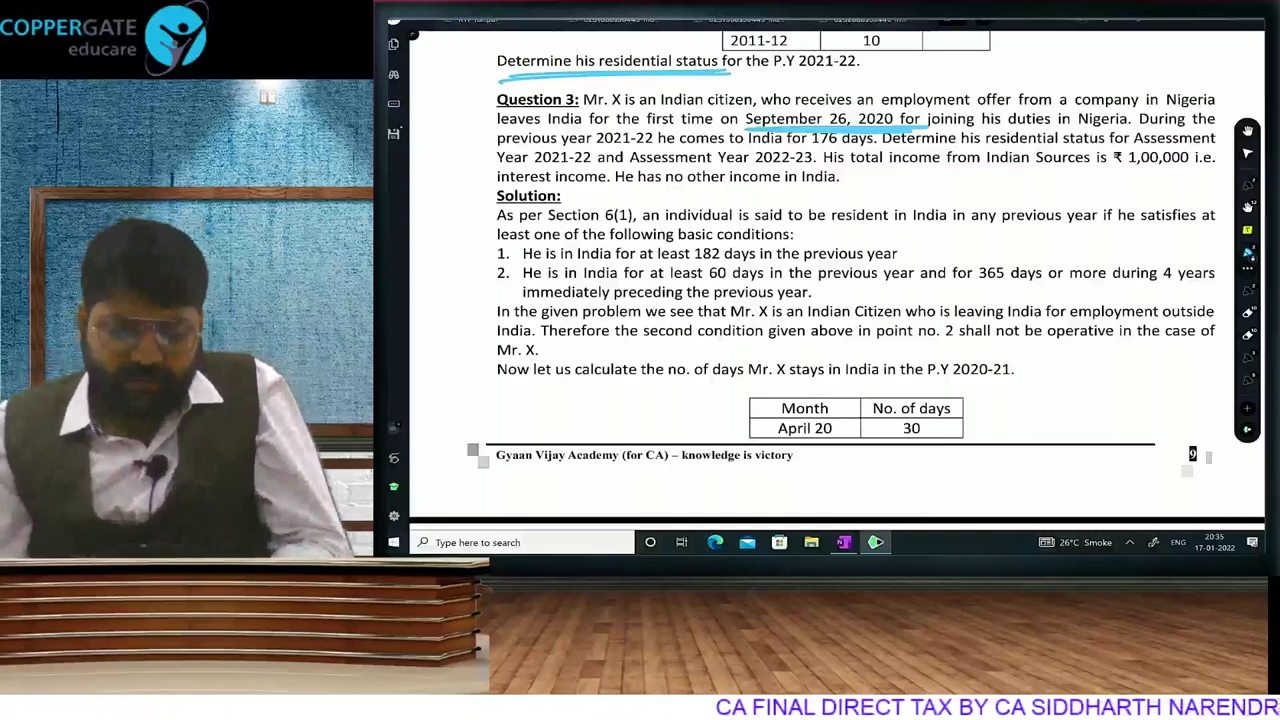 COPPERGATE
educare
2011-12 10
Determine his residential status for the P.Y 2021-22.
Question 3: Mr. X is an Indian citizen, who receives an employment offer from a company in Nigeria
leaves India for the first time on September 26, 2020 for joining his duties in Nigeria. During the
previous year 2021-22 he comes to India for 176 days. Determine his residential status for Assessment
Year 2021-22 and Assessment Year 2022-23. His total income from Indian Sources is ₹ 1,00,000 i.e.
interest income. He has no other income in India.
Solution:
As per Section 6(1), an individual is said to be resident in India in any previous year if he satisfies at
least one of the following basic conditions:
1. He is in India for at least 182 days in the previous year
2. He is in India for at least 60 days in the previous year and for 365 days or more during 4 years
immediately preceding the previous year.
In the given problem we see that Mr. X is an Indian Citizen who is leaving India for employment outside
India. Therefore the second condition given above in point no. 2 shall not be operative in the case of
Mr. X.
Now let us calculate the no. of days Mr. X stays in India in the P.Y 2020-21.
Month No. of days
April 20 30
Gyaan Vijay Academy (for CA) – knowledge is victory
9
Type here to search
26°C Smoke
ENG
20:35
17-01-2022
CA FINAL DIRECT TAX BY CA SIDDHARTH NARENDR